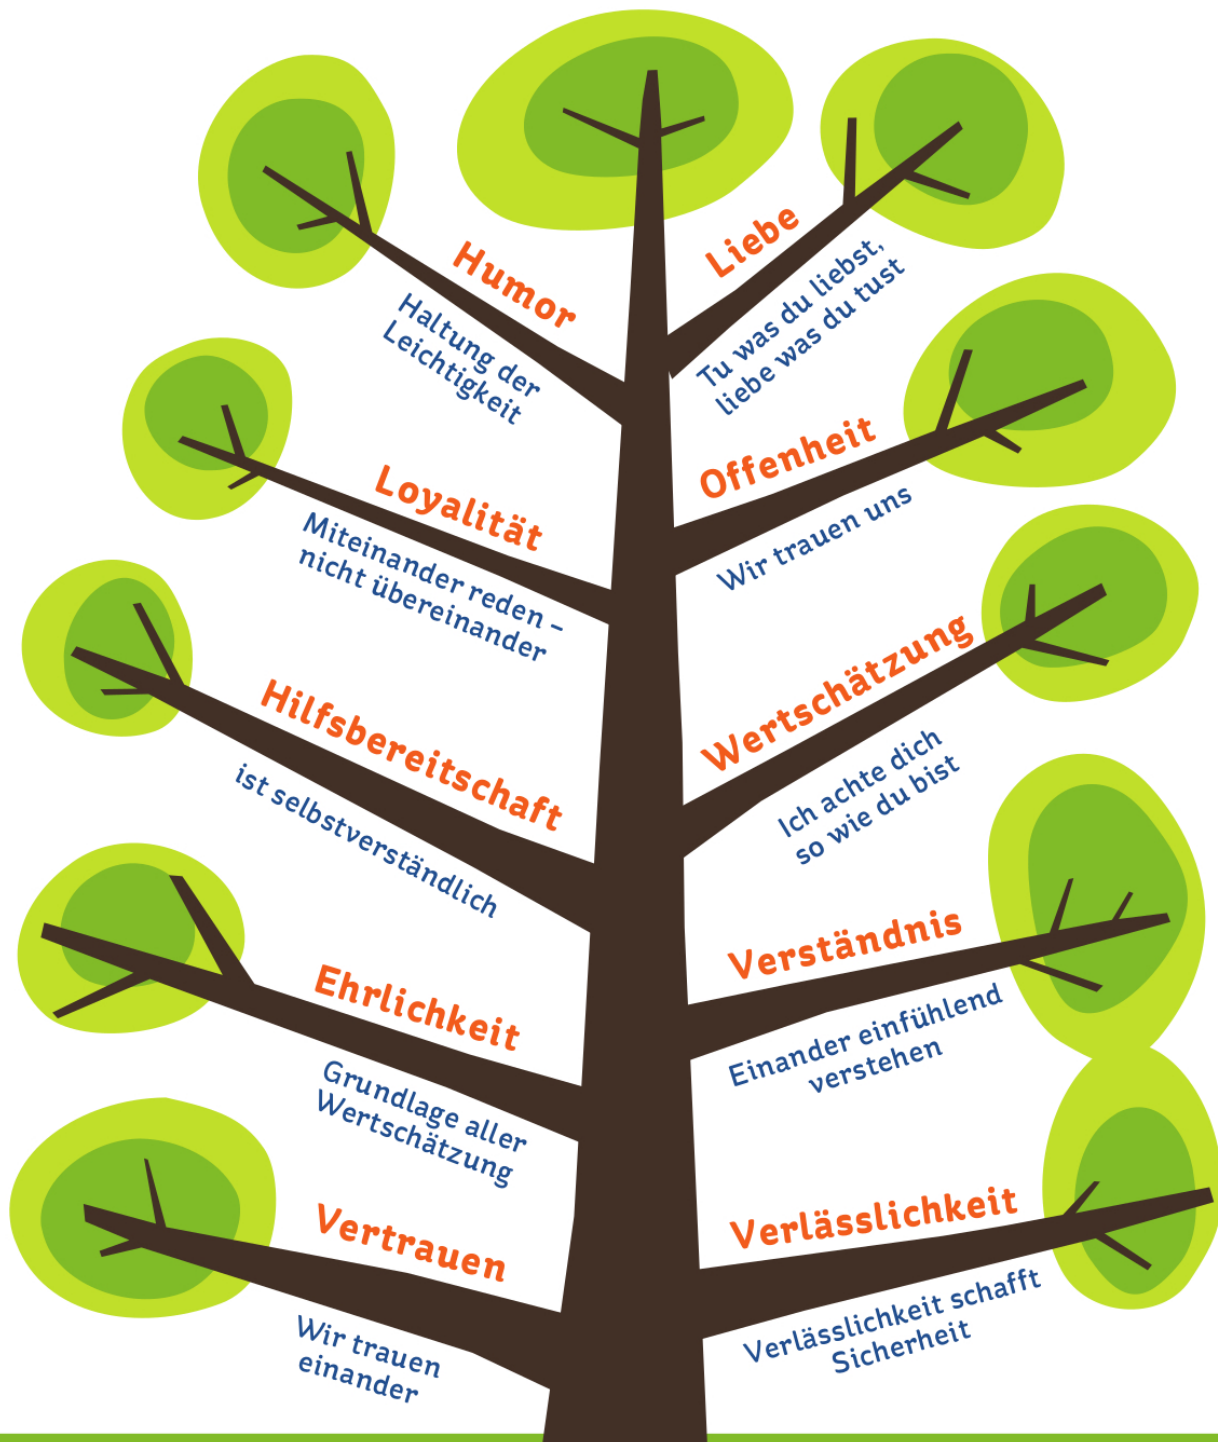 Humor
Haltung der
Leichtigkeit
Liebe
Tu was du liebst,
liebe was du tust
Loyalität
Miteinander reden –
nicht übereinander
Offenheit
Wir trauen uns
Hilfsbereitschaft
ist selbstverständlich
Wertschätzung
Ich achte dich
so wie du bist
Ehrlichkeit
Grundlage aller
Wertschätzung
Verständnis
Einander einfühlend
verstehen
Vertrauen
Wir trauen
einander
Verlässlichkeit
Verlässlichkeit schafft
Sicherheit